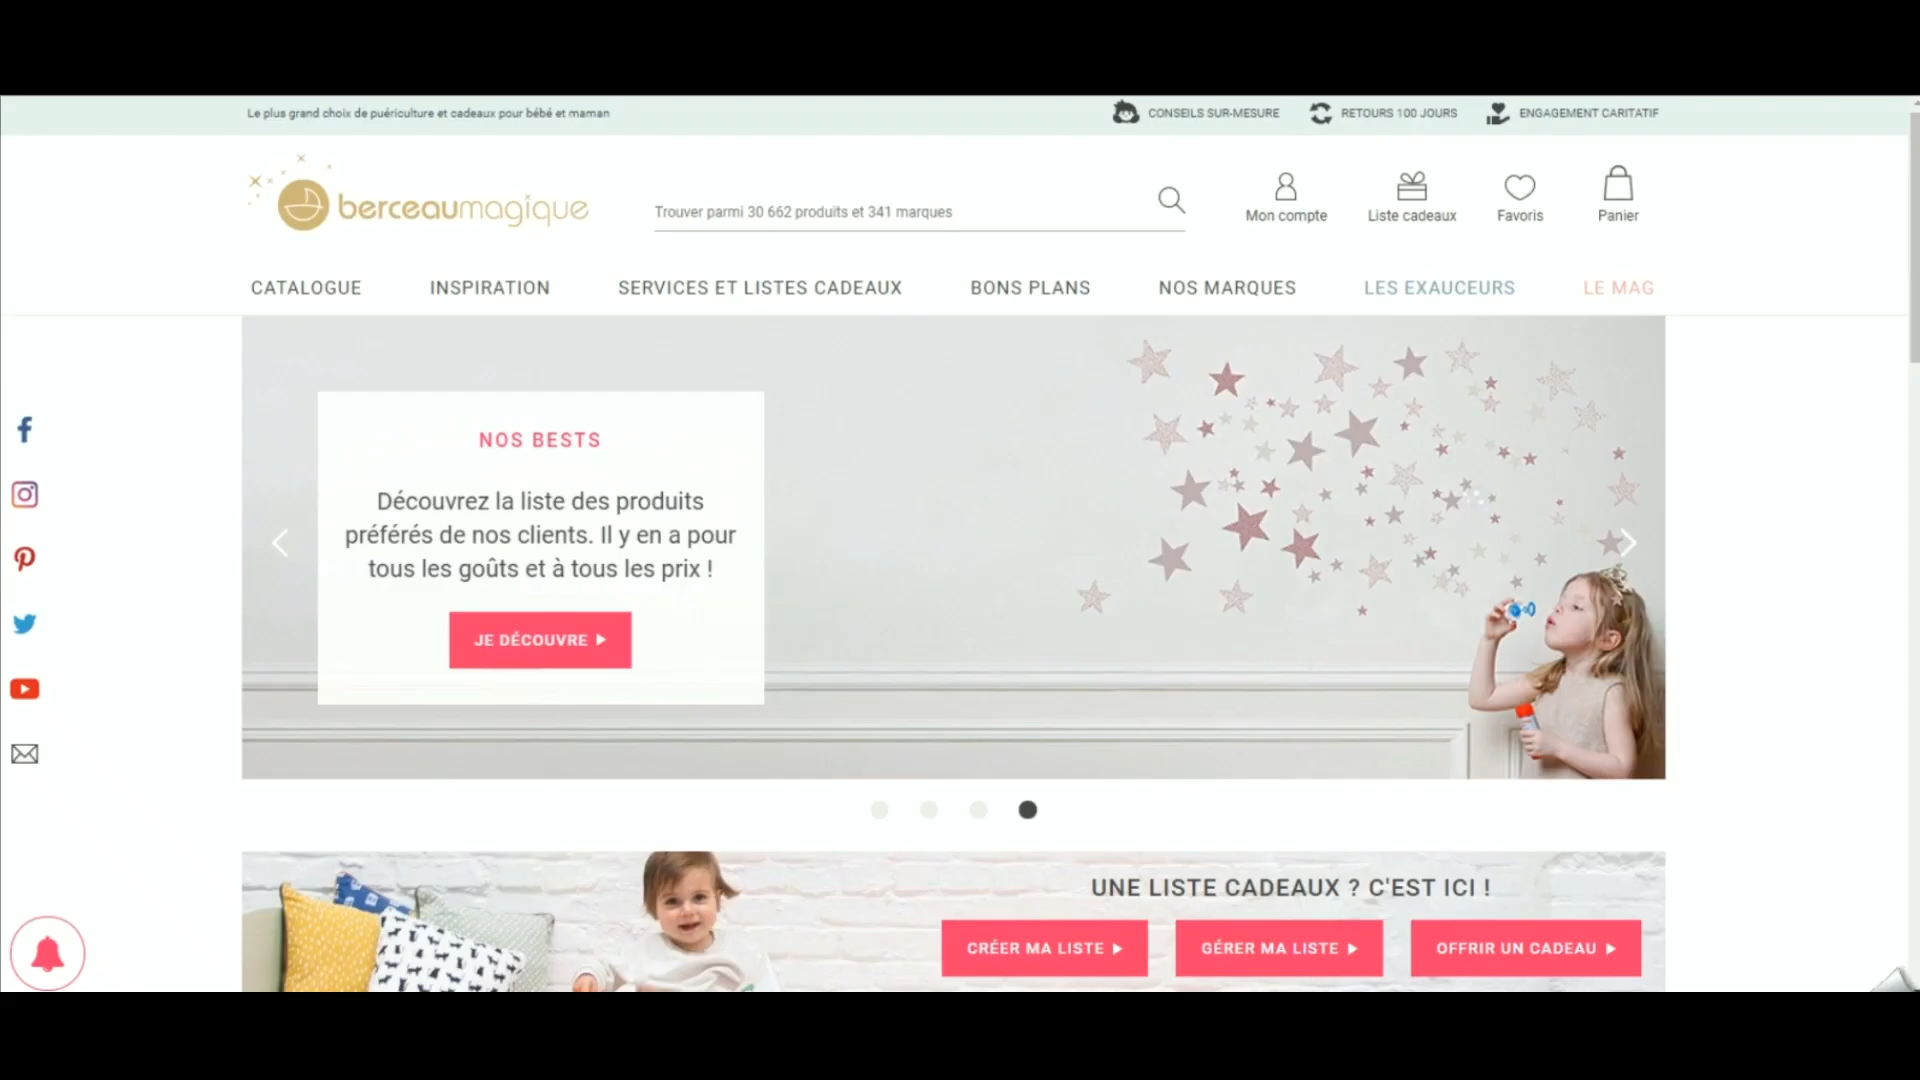 Le plus grand choix de puériculture et cadeaux pour bébé et maman
CONSEILS SUR-MESURE
RETOURS 100 JOURS
ENGAGEMENT CARITATIF
berceaumagique
Trouver parmi 30 662 produits et 341 marques
Mon compte
Liste cadeaux
Favoris
Panier
CATALOGUE
INSPIRATION
SERVICES ET LISTES CADEAUX
BONS PLANS
NOS MARQUES
LES EXAUCEURS
LE MAG
NOS BESTS
Découvrez la liste des produits
préférés de nos clients. Il y en a pour
tous les goûts et à tous les prix !
JE DÉCOUVRE
UNE LISTE CADEAUX ? C'EST ICI !
CRÉER MA LISTE
GÉRER MA LISTE
OFFRIR UN CADEAU